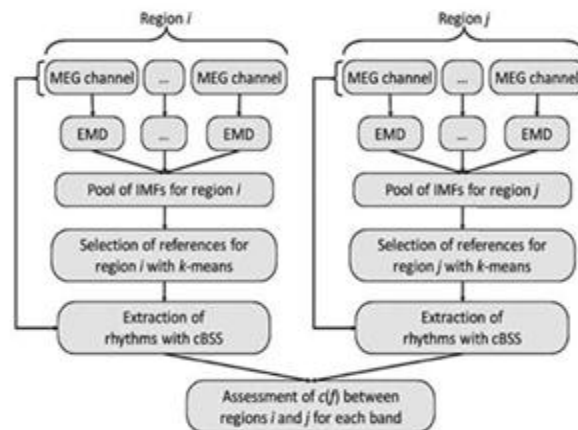 Region i
Region j
MEG channel
...
MEG channel
MEG channel
...
MEG channel
EMD
...
EMD
EMD
...
EMD
Pool of IMFs for region i
Pool of IMFs for region j
Selection of references for
region i with k-means
Selection of references for
region j with k-means
Extraction of
rhythms with cBSS
Extraction of
rhythms with cBSS
Assessment of c(f) between
regions i and j for each band